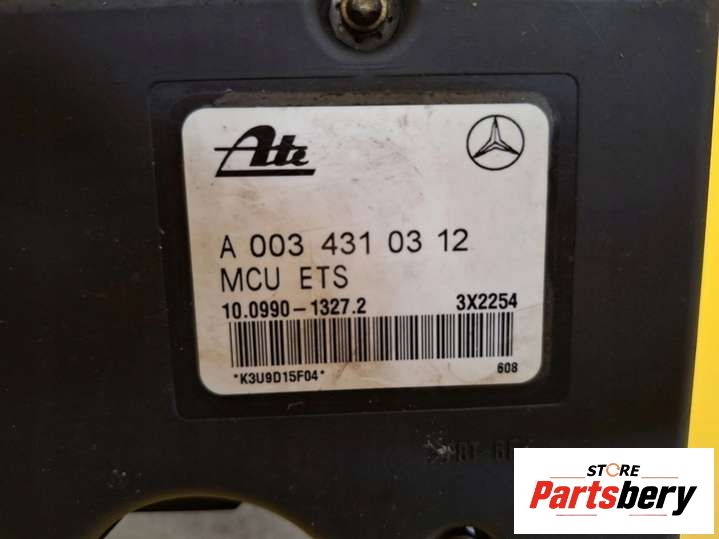 Ate
A 003 431 03 12
MCU ETS
10.0990-1327.2 3X2254
*K3U9D15F04* 608
STORE
Partsbery